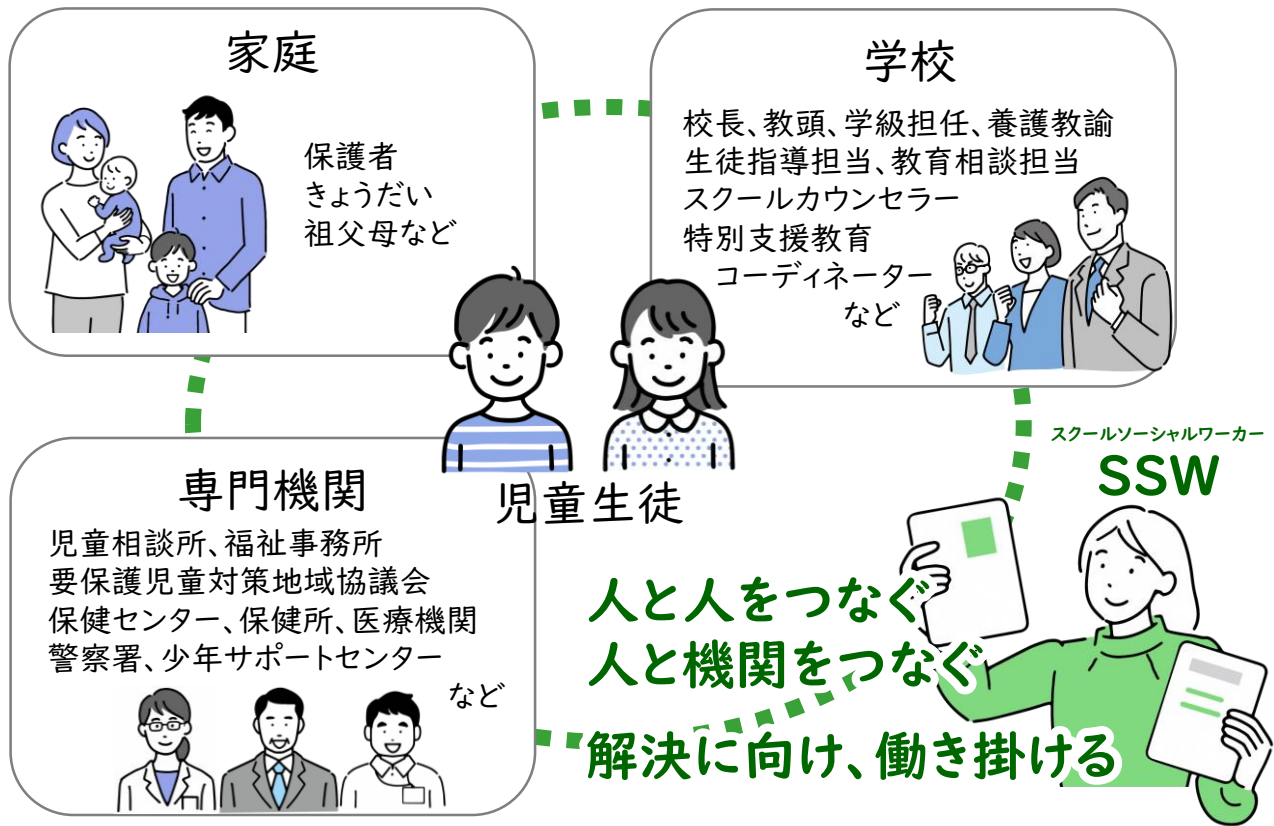 家庭
保護者
きょうだい
祖父母など
学校
校長、教頭、学級担任、養護教諭
生徒指導担当、教育相談担当
スクールカウンセラー
特別支援教育
コーディネーター
など
児童生徒
専門機関
児童相談所、福祉事務所
要保護児童対策地域協議会
保健センター、保健所、医療機関
警察署、少年サポートセンター
など
スクールソーシャルワーカー
SSW
人と人をつなぐ
人と機関をつなぐ
解決に向け、働き掛ける